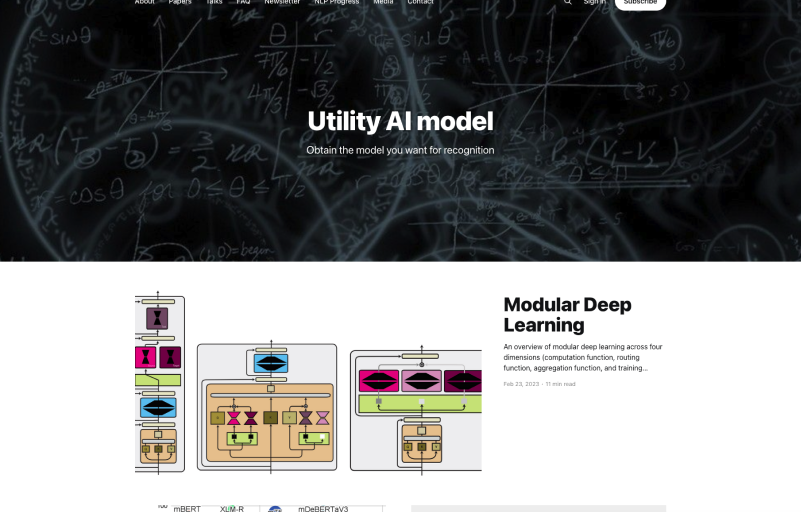 About Papers Talks FAQ Newsletter NLP Progress Media Contact Sign in Subscribe
Utility AI model
Obtain the model you want for recognition
Modular Deep
Learning
An overview of modular deep learning across four
dimensions (computation function, routing
function, aggregation function, and training...
Feb 23, 2023 • 11 min read
100 mBERT XLM-R mDeBERTaV3